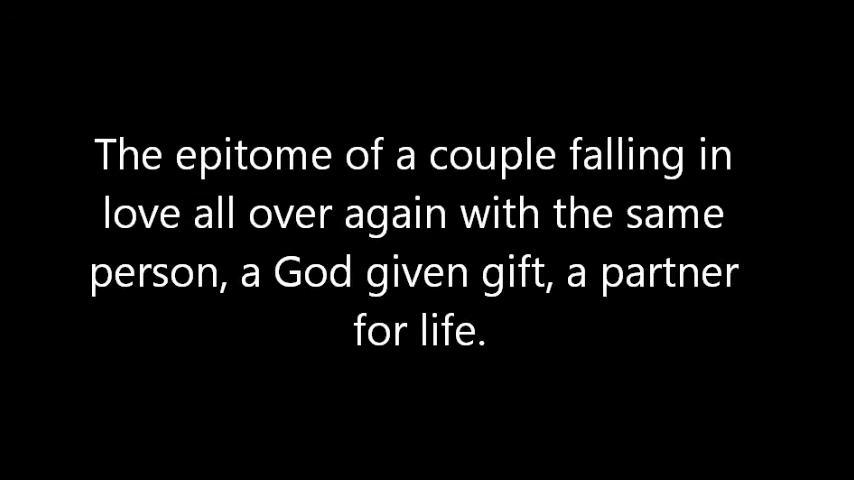 The epitome of a couple falling in
love all over again with the same
person, a God given gift, a partner
for life.